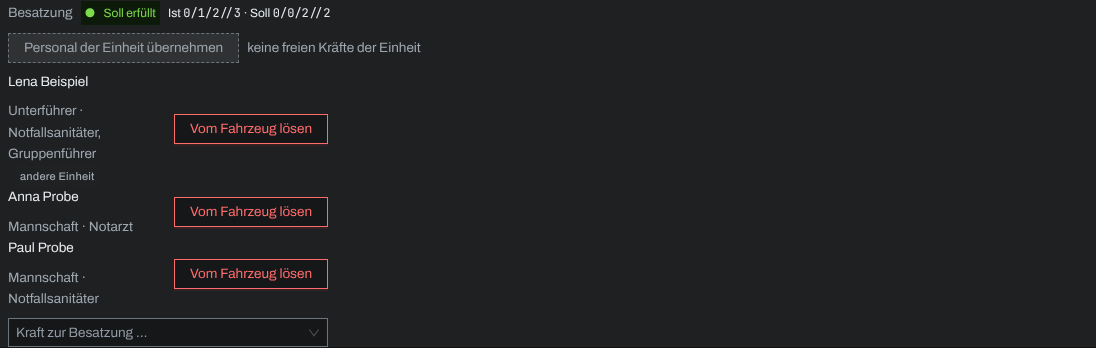 Besatzung Soll erfüllt Ist 0/1/2//3 · Soll 0/0/2//2
Personal der Einheit übernehmen keine freien Kräfte der Einheit
Lena Beispiel
Unterführer ·
Notfallsanitäter,
Gruppenführer
Vom Fahrzeug lösen
andere Einheit
Anna Probe
Mannschaft · Notarzt
Vom Fahrzeug lösen
Paul Probe
Mannschaft ·
Notfallsanitäter
Vom Fahrzeug lösen
Kraft zur Besatzung ...